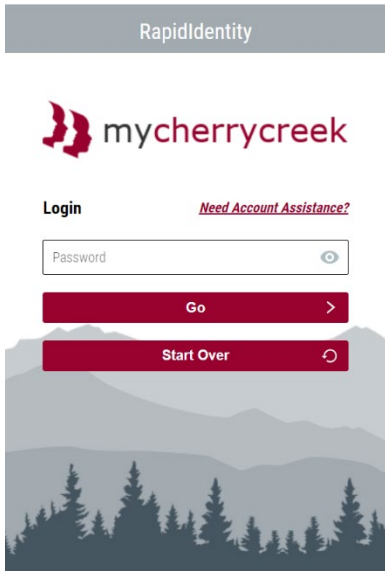 RapidIdentity
mycherrycreek
Login
Need Account Assistance?
Password
Go
Start Over